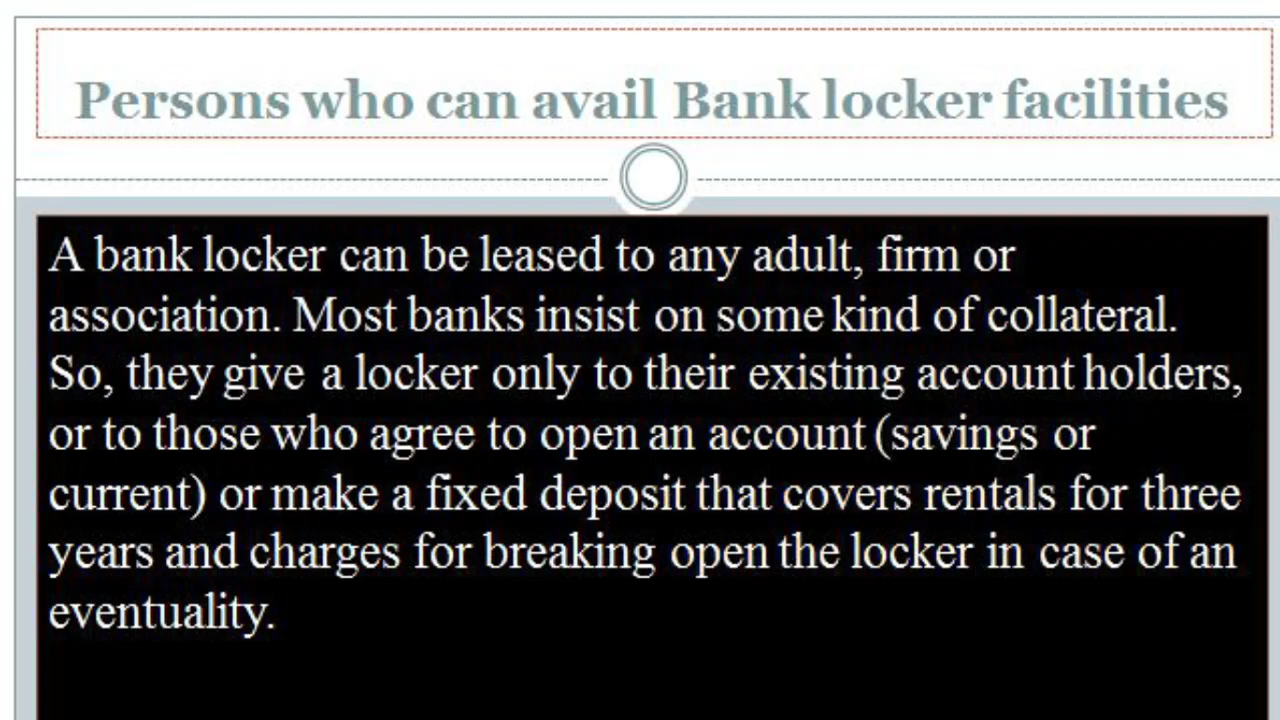 Persons who can avail Bank locker facilities
A bank locker can be leased to any adult, firm or
association. Most banks insist on some kind of collateral.
So, they give a locker only to their existing account holders,
or to those who agree to open an account (savings or
current) or make a fixed deposit that covers rentals for three
years and charges for breaking open the locker in case of an
eventuality.